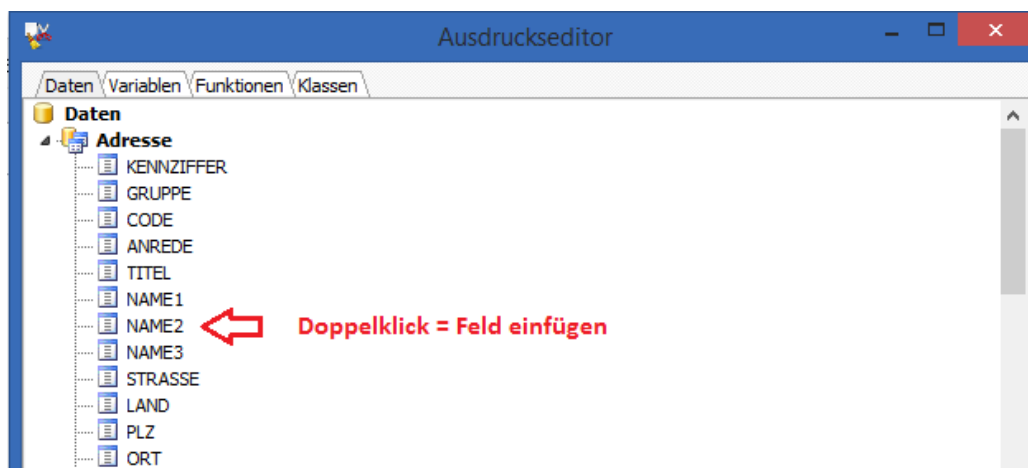 Ausdruckseditor
Daten Variablen Funktionen Klassen
Daten
Adresse
KENNZIFFER
GRUPPE
CODE
ANREDE
TITEL
NAME1
NAME2 Doppelklick = Feld einfügen
NAME3
STRASSE
LAND
PLZ
ORT